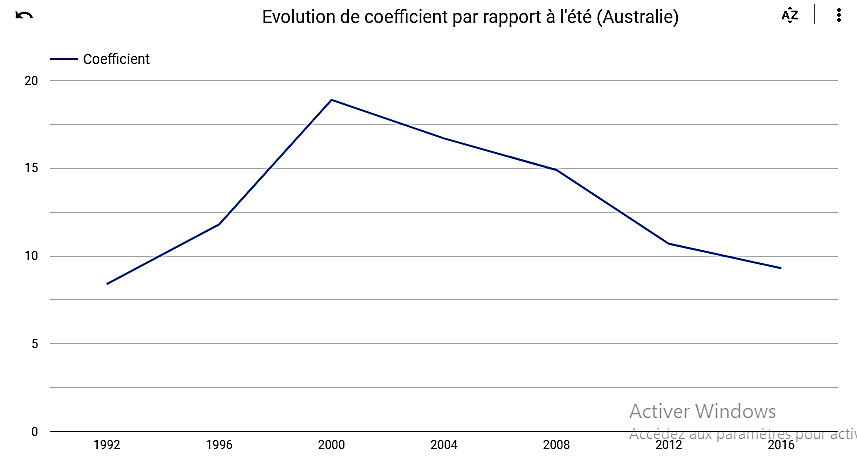 Evolution de coefficient par rapport à l'été (Australie)
AZ
Coefficient
20
15
10
5
0
1992 1996 2000 2004 2008 2012 2016
Activer Windows
Accédez aux paramètres pour activ